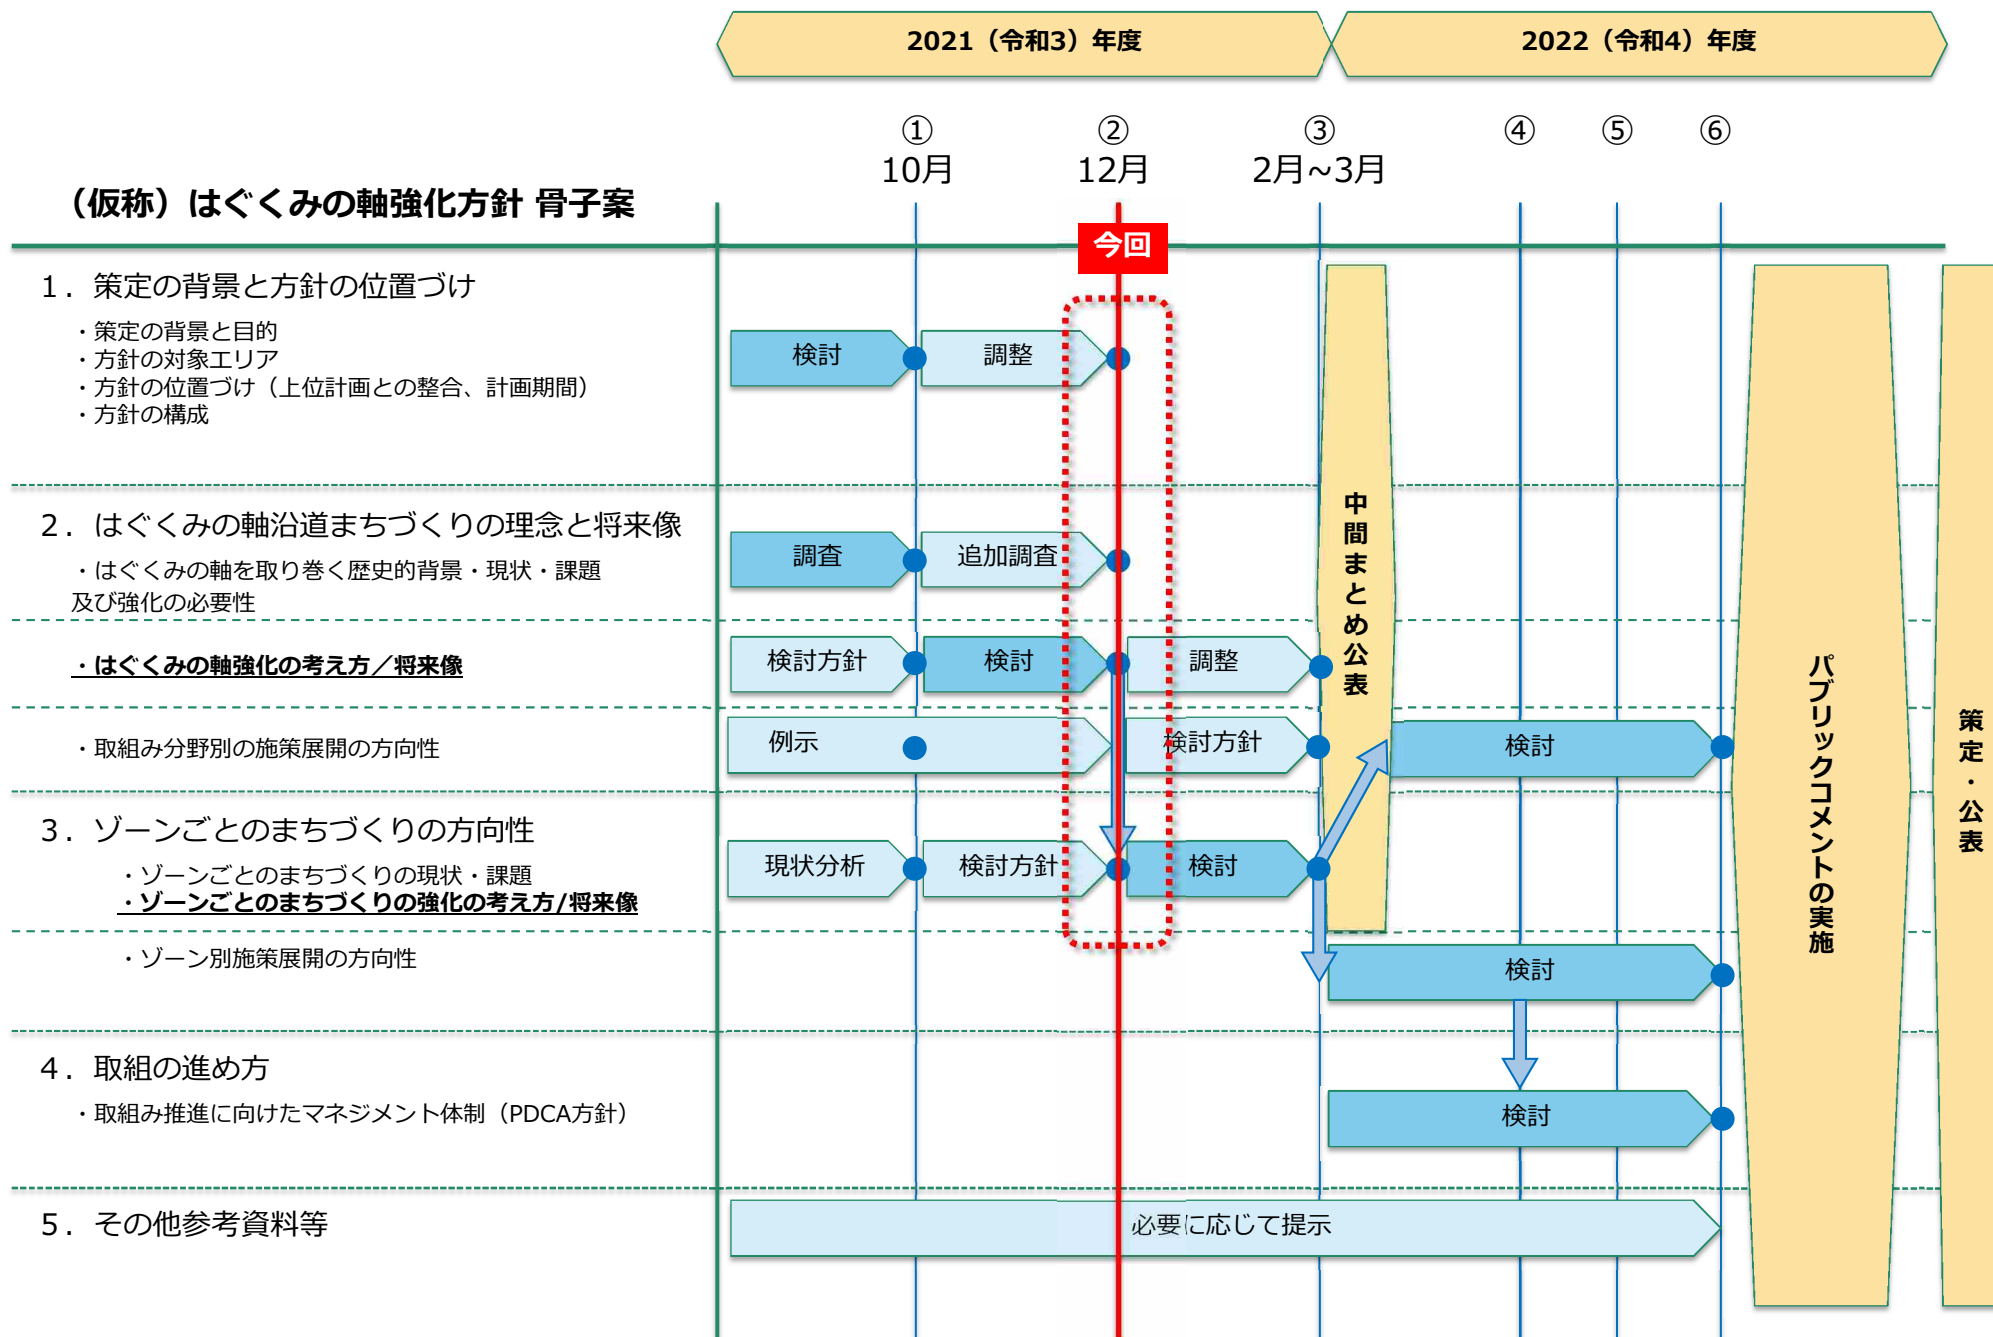 2021（令和3）年度
2022（令和4）年度
①
②
③
④
⑤
⑥
10月
12月
2月~3月
（仮称）はぐくみの軸強化方針 骨子案
今回
1．策定の背景と方針の位置づけ
・策定の背景と目的
・方針の対象エリア
・方針の位置づけ（上位計画との整合、計画期間）
・方針の構成
検討
調整
2．はぐくみの軸沿道まちづくりの理念と将来像
・はぐくみの軸を取り巻く歴史的背景・現状・課題
及び強化の必要性
調査
追加調査
・はぐくみの軸強化の考え方／将来像
検討方針
検討
調整
・取組み分野別の施策展開の方向性
例示
検討方針
検討
3．ゾーンごとのまちづくりの方向性
・ゾーンごとのまちづくりの現状・課題
・ゾーンごとのまちづくりの強化の考え方/将来像
現状分析
検討方針
検討
・ゾーン別施策展開の方向性
検討
4．取組の進め方
・取組み推進に向けたマネジメント体制（PDCA方針）
検討
5．その他参考資料等
必要に応じて提示
中間まとめ公表
パブリックコメントの実施
策定・公表